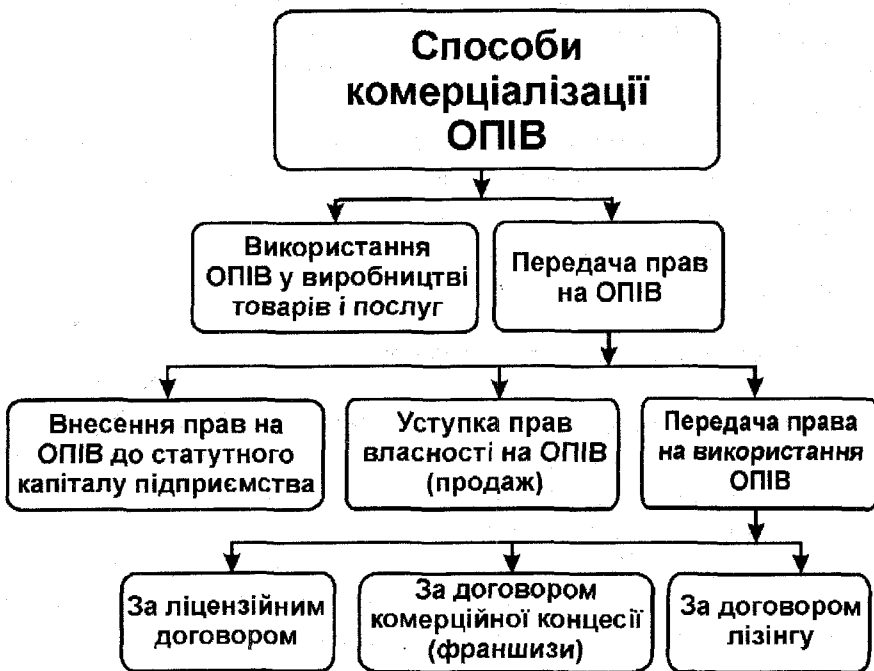 Способи
комерціалізації
ОПІВ
Використання
ОПІВ у виробництві
товарів і послуг
Передача прав
на ОПІВ
Внесення прав на
ОПІВ до статутного
капіталу підприємства
Уступка прав
власності на ОПІВ
(продаж)
Передача права
на використання
ОПІВ
За ліцензійним
договором
За договором
комерційної концесії
(франшизи)
За договором
лізінгу